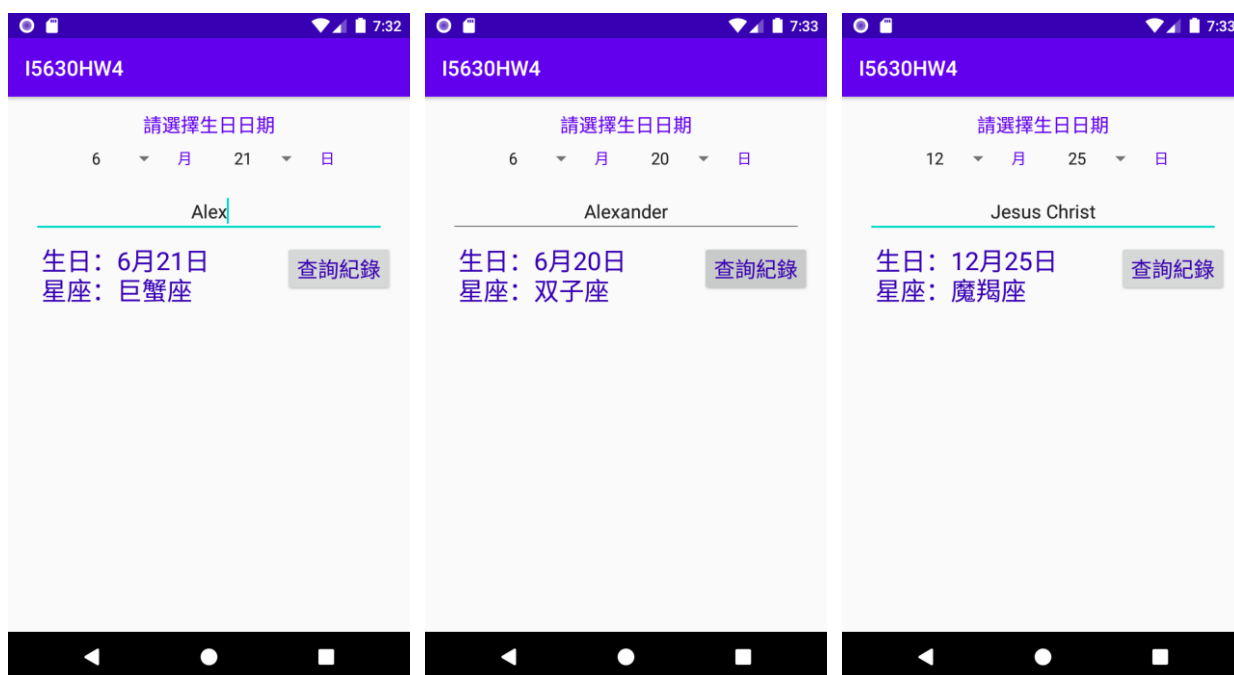 7:32
I5630HW4
請選擇生日日期
6 月 21 日
Alex
生日：6月21日
星座：巨蟹座
查詢紀錄
7:33
I5630HW4
請選擇生日日期
6 月 20 日
Alexander
生日：6月20日
星座：双子座
查詢紀錄
7:33
I5630HW4
請選擇生日日期
12 月 25 日
Jesus Christ
生日：12月25日
星座：魔羯座
查詢紀錄